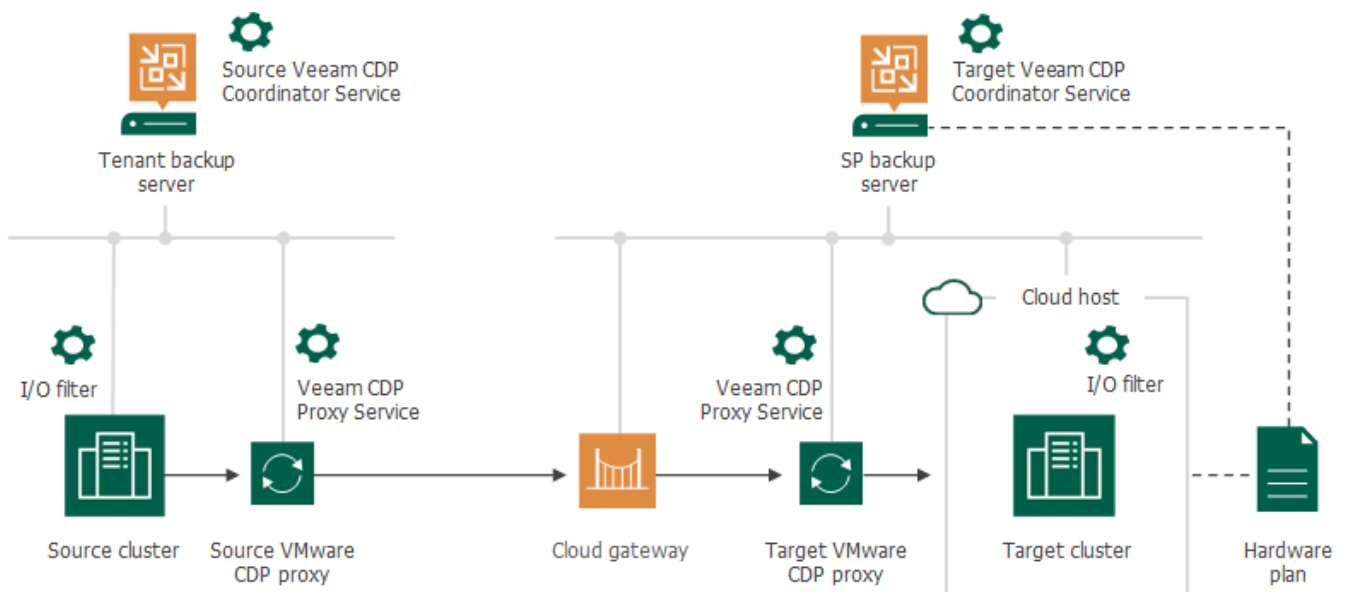 Source Veeam CDP
Coordinator Service
Target Veeam CDP
Coordinator Service
Tenant backup
server
SP backup
server
Cloud host
I/O filter
Veeam CDP
Proxy Service
Veeam CDP
Proxy Service
I/O filter
Source cluster
Source VMware
CDP proxy
Cloud gateway
Target VMware
CDP proxy
Target cluster
Hardware
plan